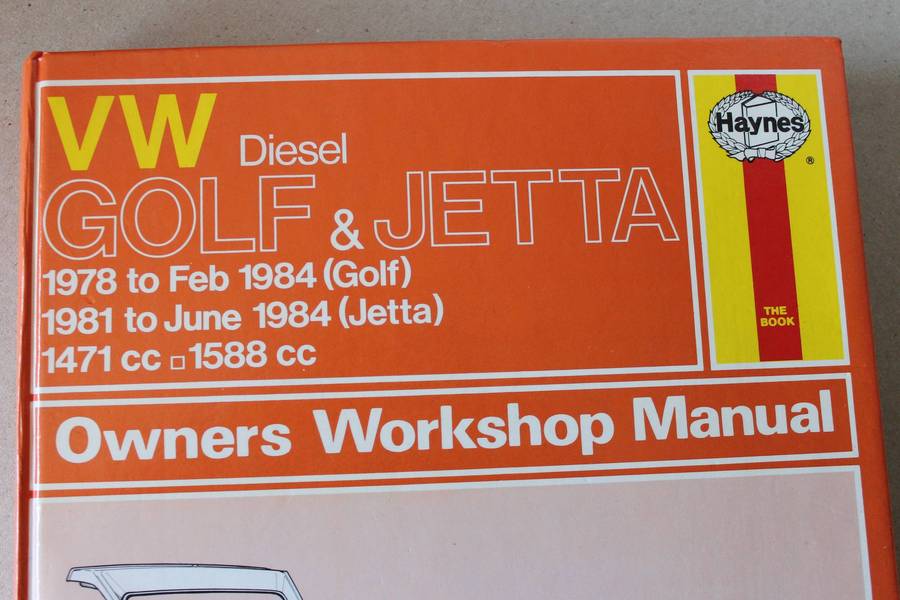 VW Diesel
GOLF & JETTA
1978 to Feb 1984 (Golf)
1981 to June 1984 (Jetta)
1471 cc □ 1588 cc
Haynes
®
THE
BOOK
Owners Workshop Manual